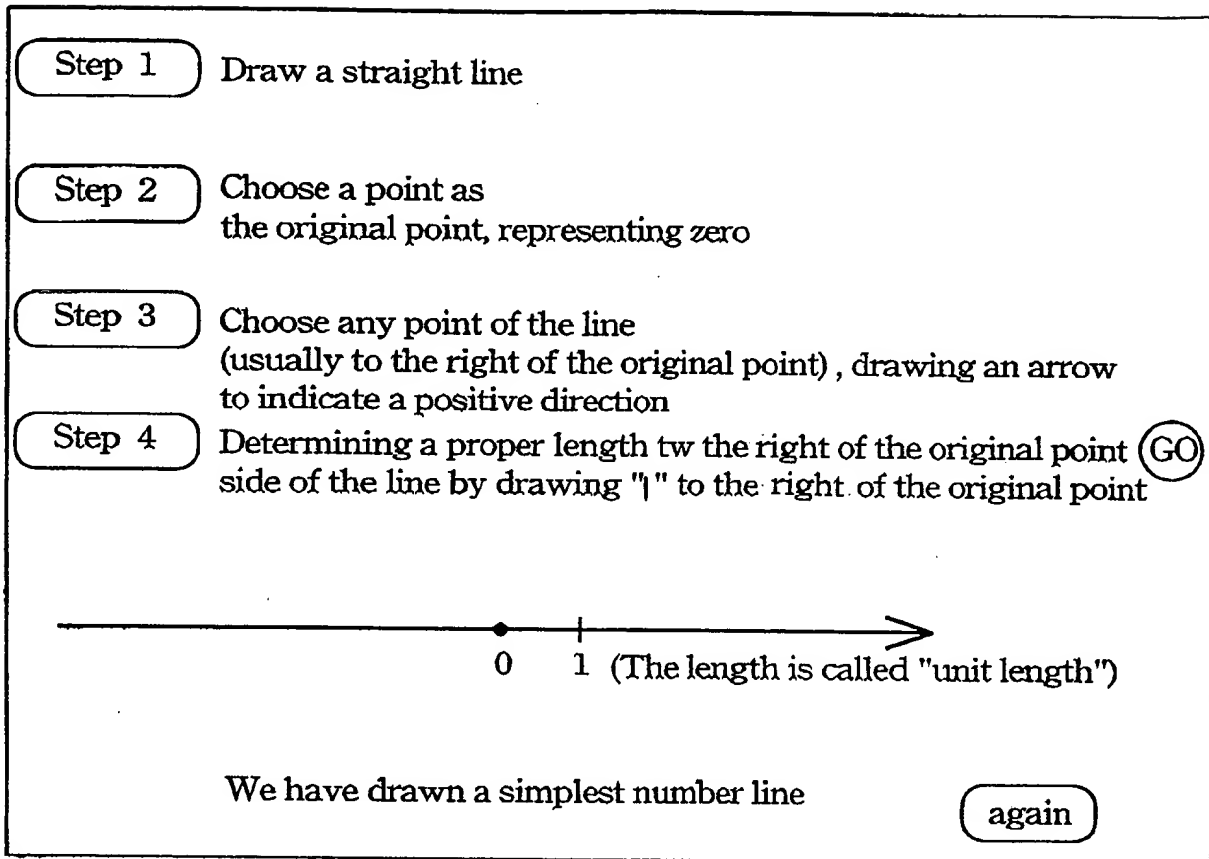 Step 1 Draw a straight line
Step 2 Choose a point as
the original point, representing zero
Step 3 Choose any point of the line
(usually to the right of the original point) , drawing an arrow
to indicate a positive direction
Step 4 Determining a proper length tw the right of the original point GO
side of the line by drawing "|" to the right of the original point
0 1 (The length is called "unit length")
We have drawn a simplest number line
again